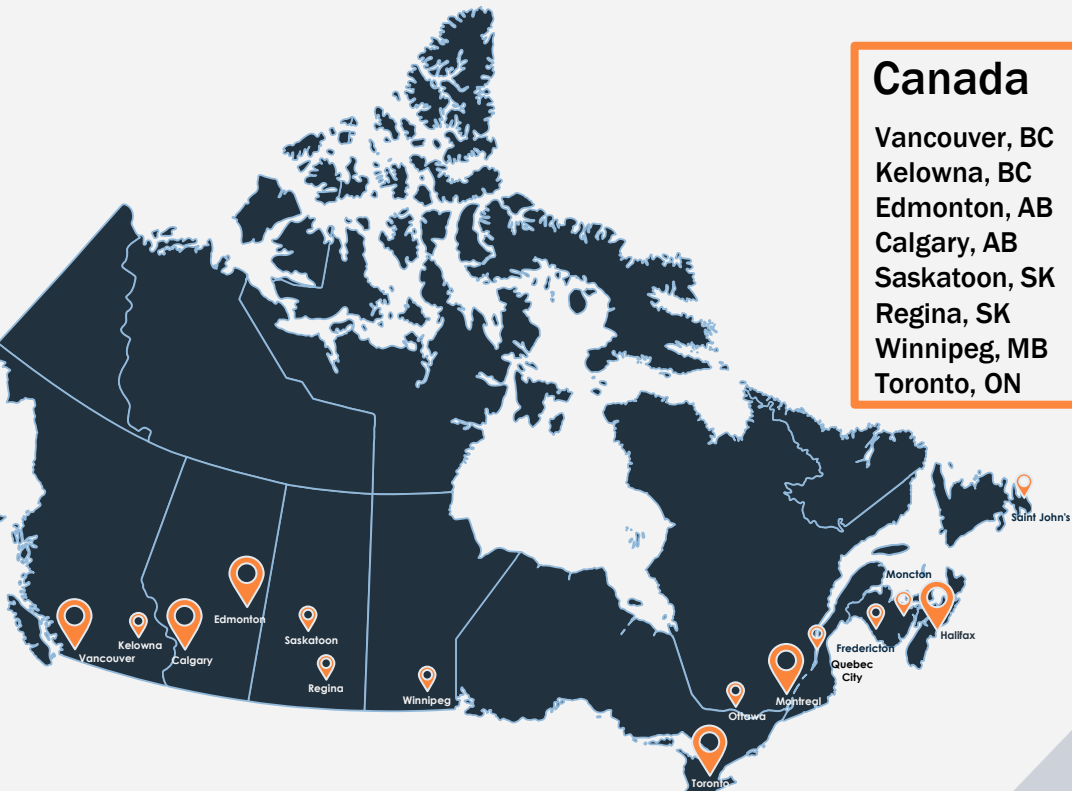 Canada
Vancouver, BC
Kelowna, BC
Edmonton, AB
Calgary, AB
Saskatoon, SK
Regina, SK
Winnipeg, MB
Toronto, ON
Saint John's
Moncton
Edmonton
Saskatoon
Kelowna
Vancouver
Calgary
Halifax
Fredericton
Quebec
City
Regina
Winnipeg
Montreal
Ottawa
Toronto